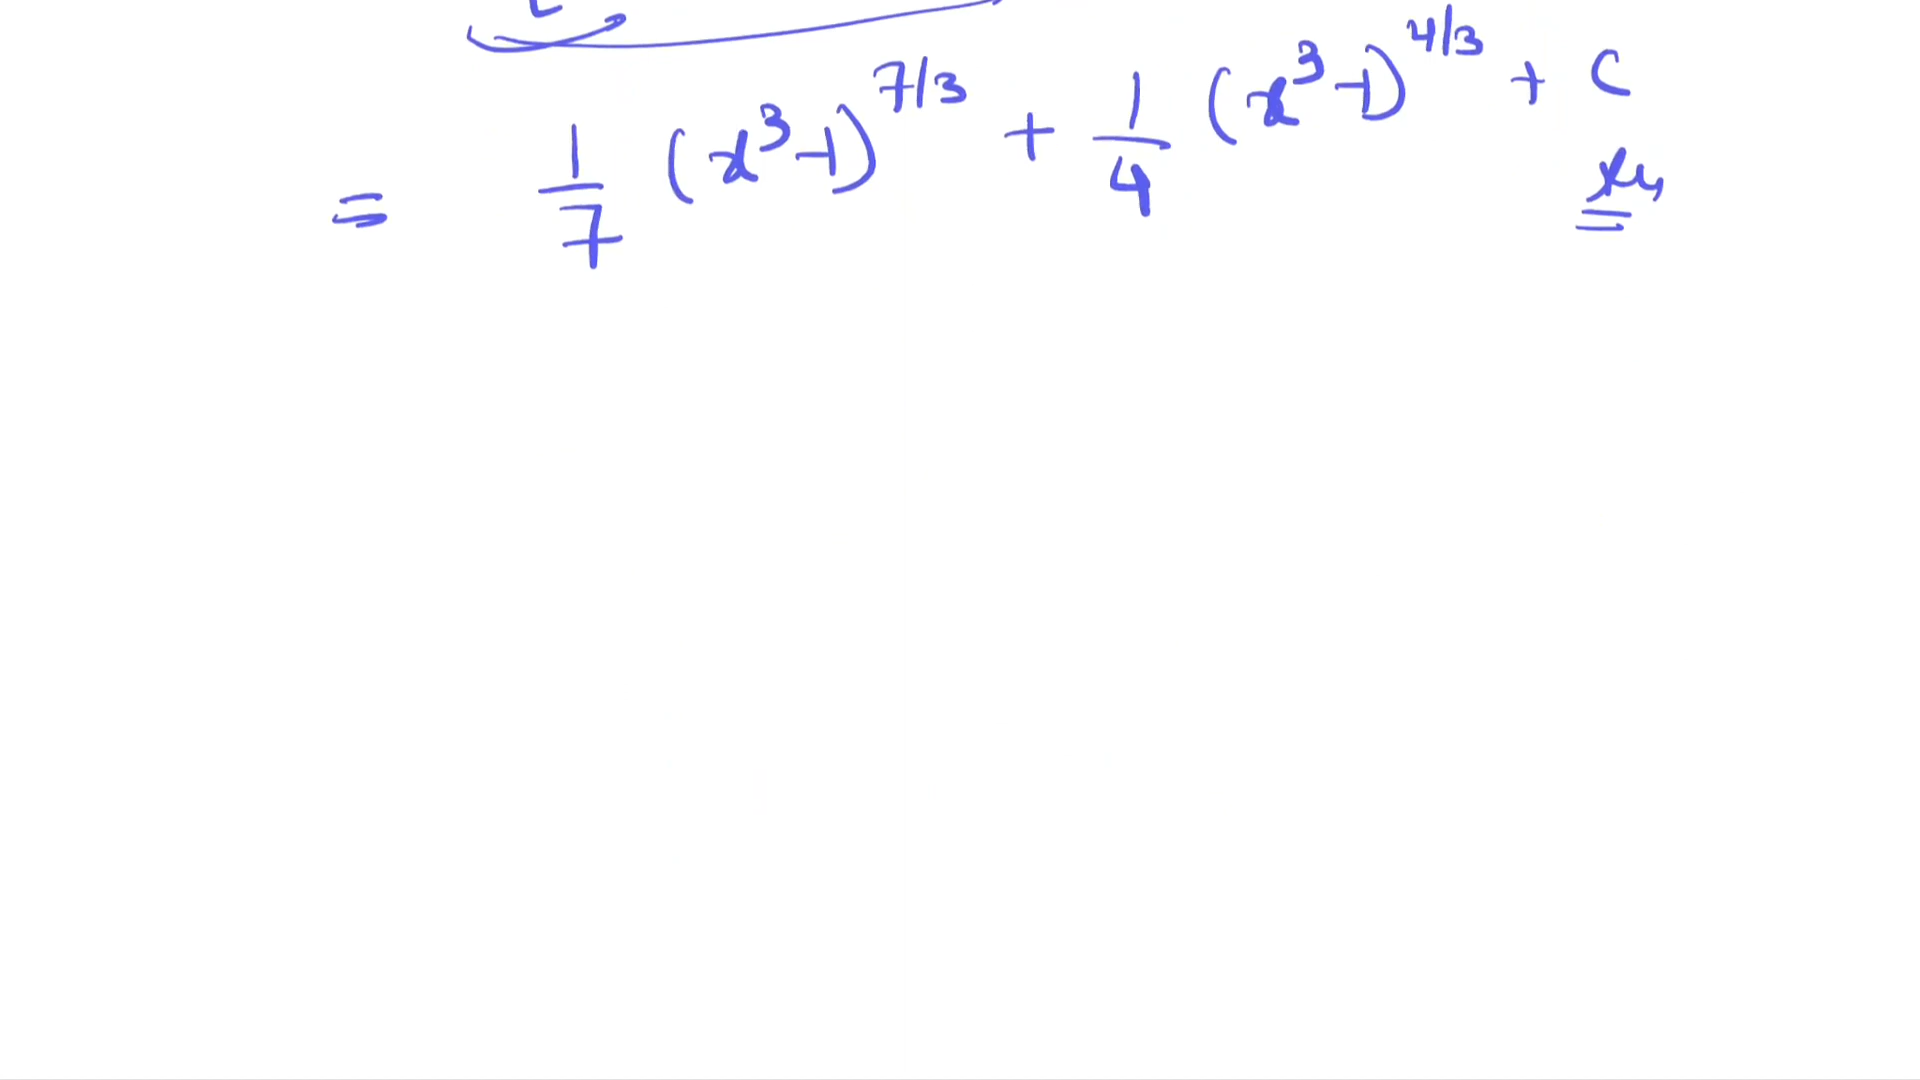 = 1/7 (x³-1)^7/3 + 1/4 (x³-1)^4/3 + C